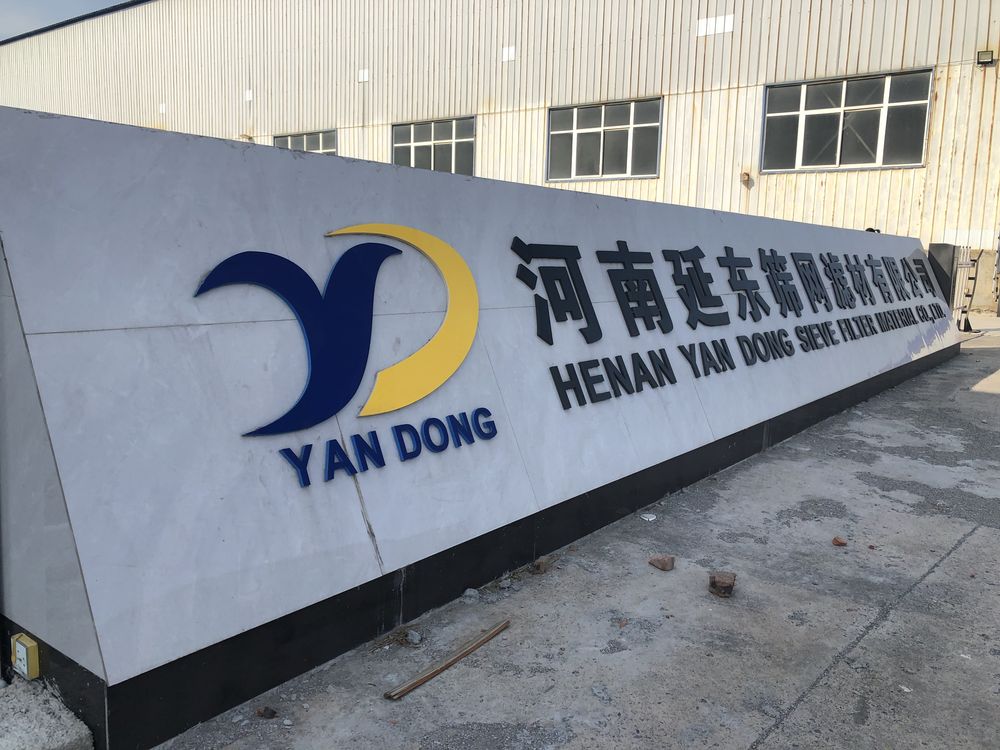 YAN DONG
河南延东筛网滤材有限公司
HENAN YAN DONG SIEVE FILTER MATERIAL CO.,LTD.